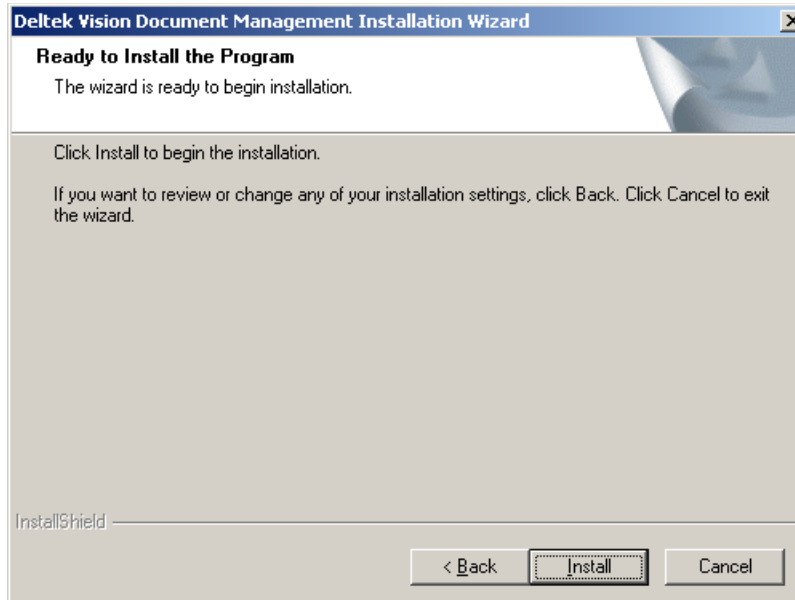 Deltek Vision Document Management Installation Wizard
Ready to Install the Program
The wizard is ready to begin installation.
Click Install to begin the installation.
If you want to review or change any of your installation settings, click Back. Click Cancel to exit
the wizard.
InstallShield
< Back Install Cancel